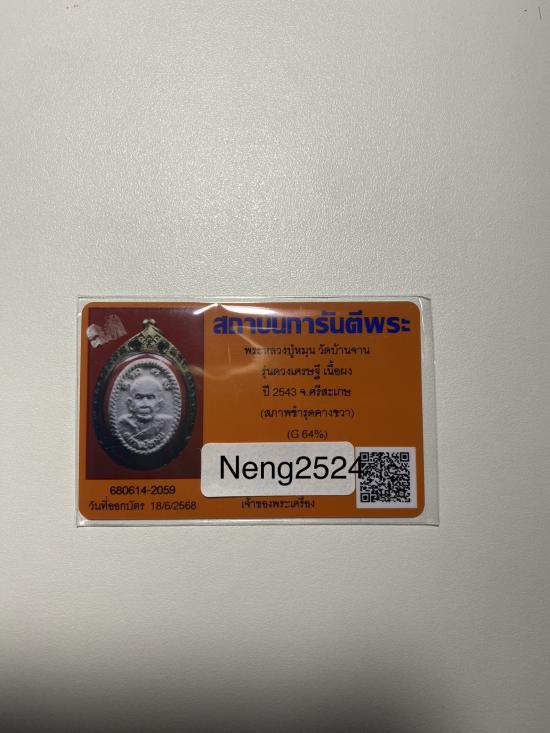 สถาบันการันตีพระ
พระหลวงปู่หมุน วัดบ้านจาน
รุ่นดวงเศรษฐี เนื้อผง
ปี 2543 จ.ศรีสะเกษ
(สภาพชำรุดคางขวา)
(G 64%)
Neng2524
เจ้าของพระเครื่อง
680614-2059
วันที่ออกบัตร 18/6/2568